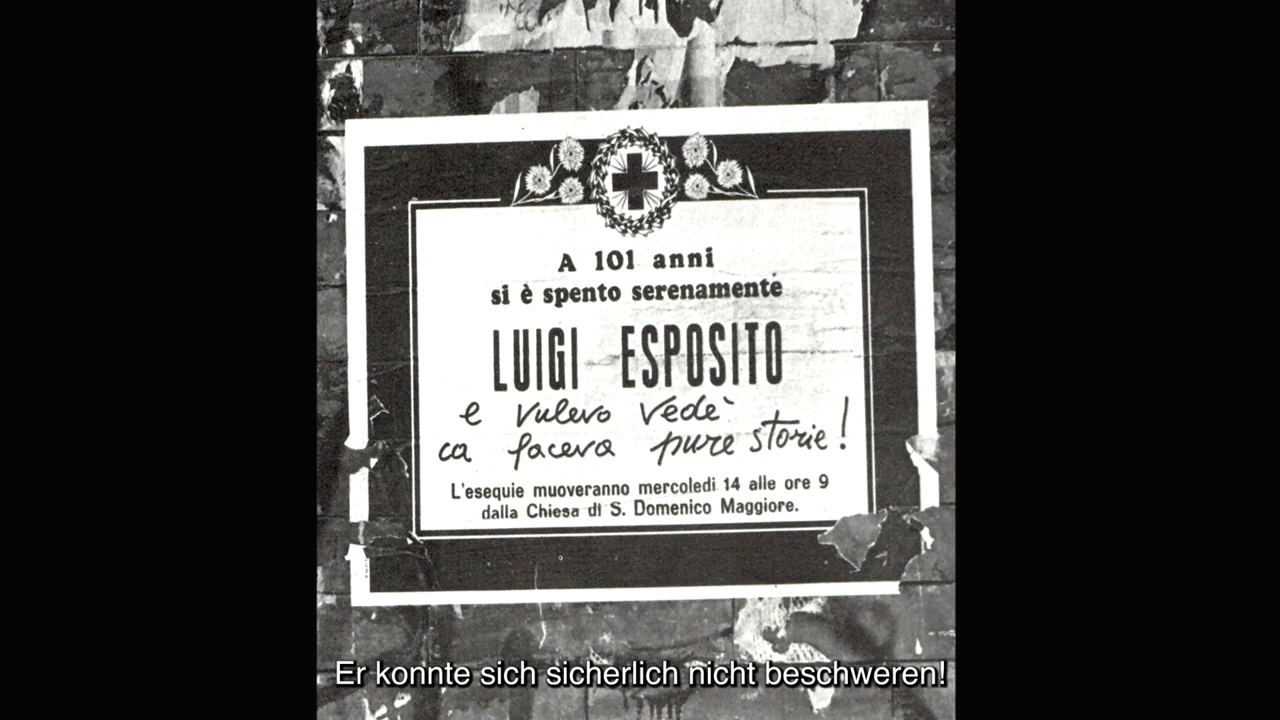 A 101 anni
si è spento serenamente
LUIGI ESPOSITO
e vulevo vedè
ca faceva pure storie!
L'esequie muoveranno mercoledi 14 alle ore 9
dalla Chiesa di S. Domenico Maggiore.
Er konnte sich sicherlich nicht beschweren!